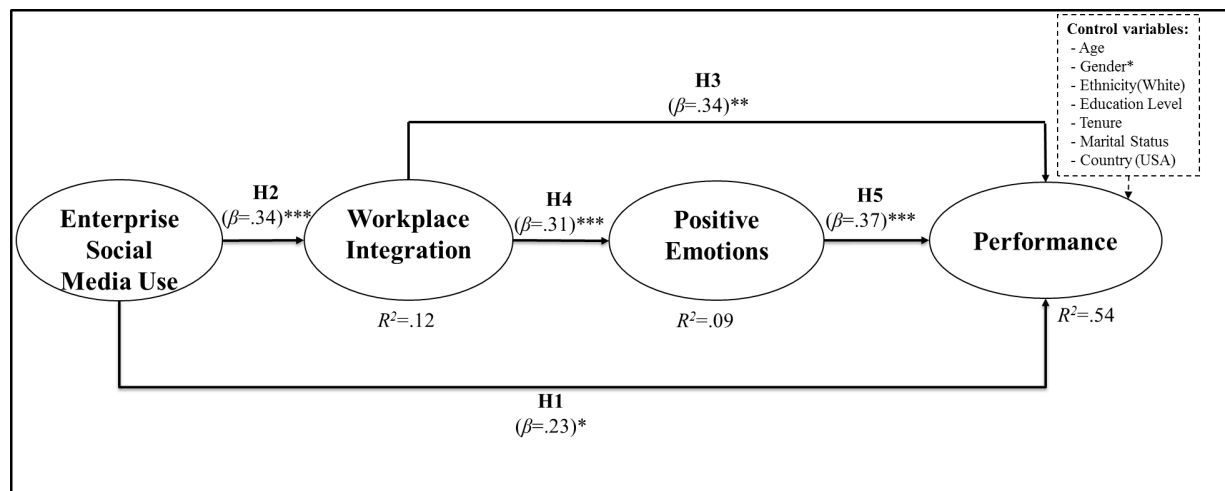 Control variables:
- Age
- Gender*
- Ethnicity(White)
- Education Level
- Tenure
- Marital Status
- Country (USA)
H3
(β=.34)**
H2
(β=.34)***
H4
(β=.31)***
H5
(β=.37)***
Enterprise
Social
Media Use
Workplace
Integration
Positive
Emotions
Performance
R²=.12
R²=.09
R²=.54
H1
(β=.23)*